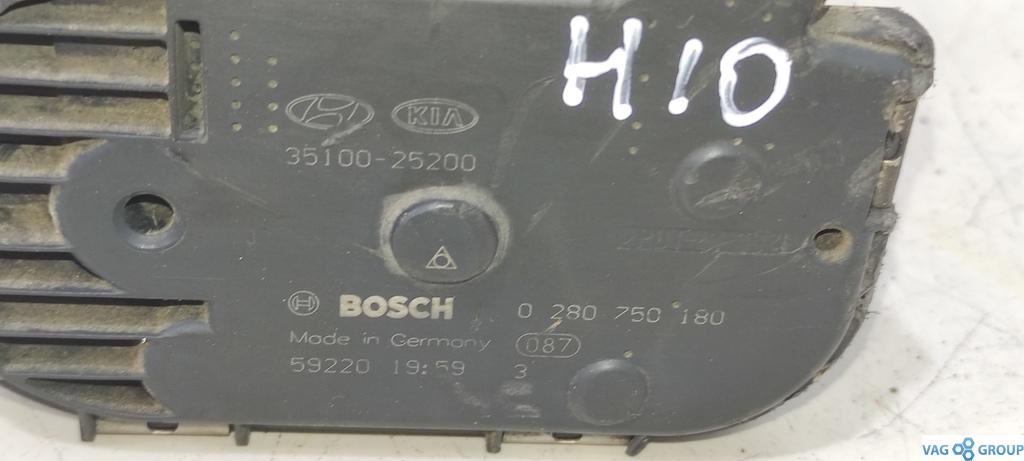 H10
KIA
35100-25200
BOSCH 0 280 750 180
Made in Germany 087
59220 19:59 3
VAG GROUP